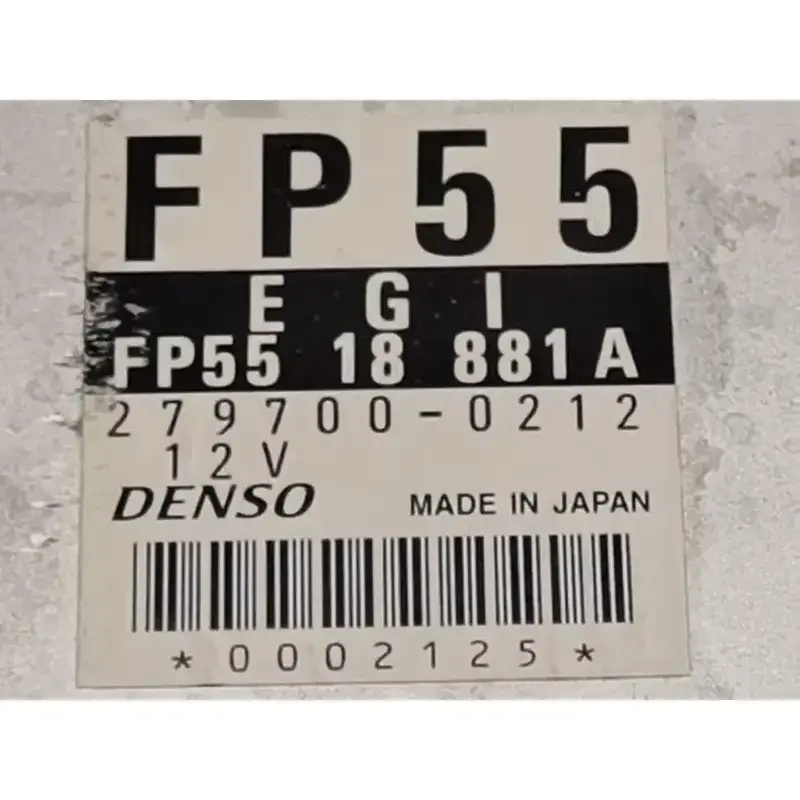 FP55
EGI
FP55 18 881A
279700-0212
12V
DENSO MADE IN JAPAN
*0002125*